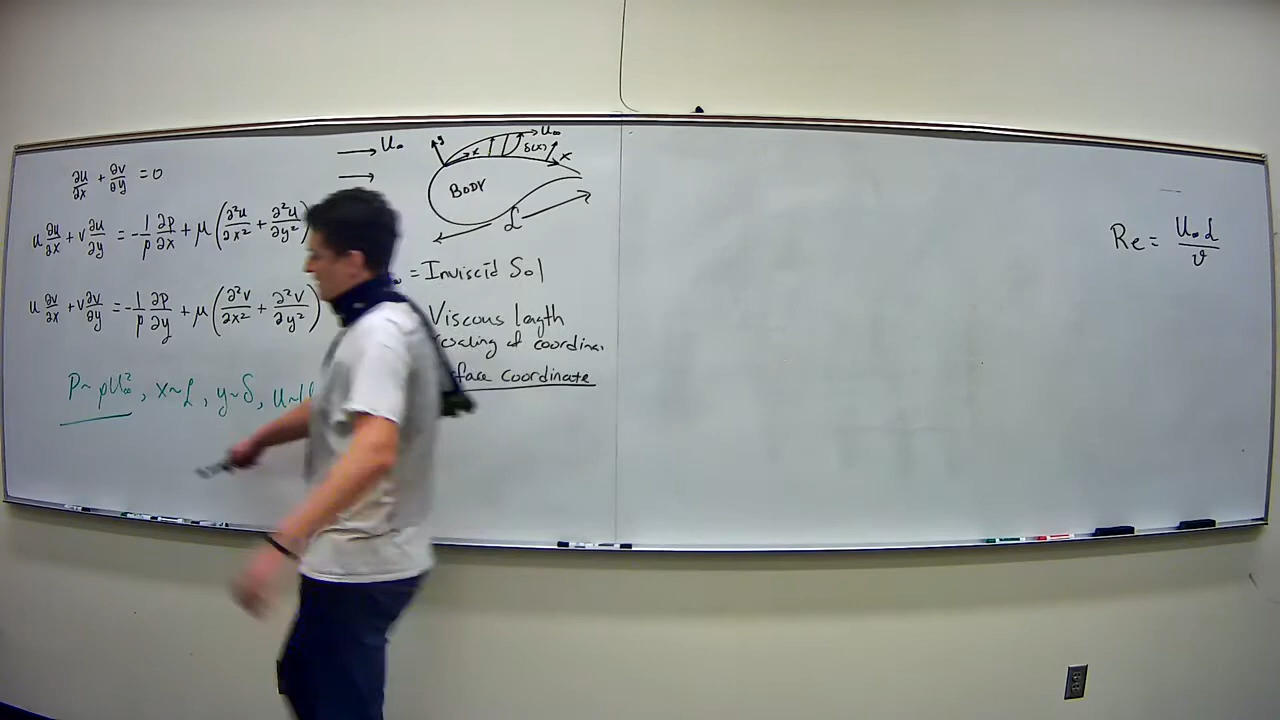 ∂u/∂x + ∂v/∂y = 0
u ∂u/∂x + v ∂u/∂y = -1/ρ ∂p/∂x + μ(∂²u/∂x² + ∂²u/∂y²)
u ∂v/∂x + v ∂v/∂y = -1/ρ ∂p/∂y + μ(∂²v/∂x² + ∂²v/∂y²)
P~ρU∞², x~L, y~δ, u~U
U∞
y
x
U∞
δ(x)
x
BODY
L
= Inviscid Sol
Viscous length
scaling of coordina
face coordinate
Re = U∞ L / ν